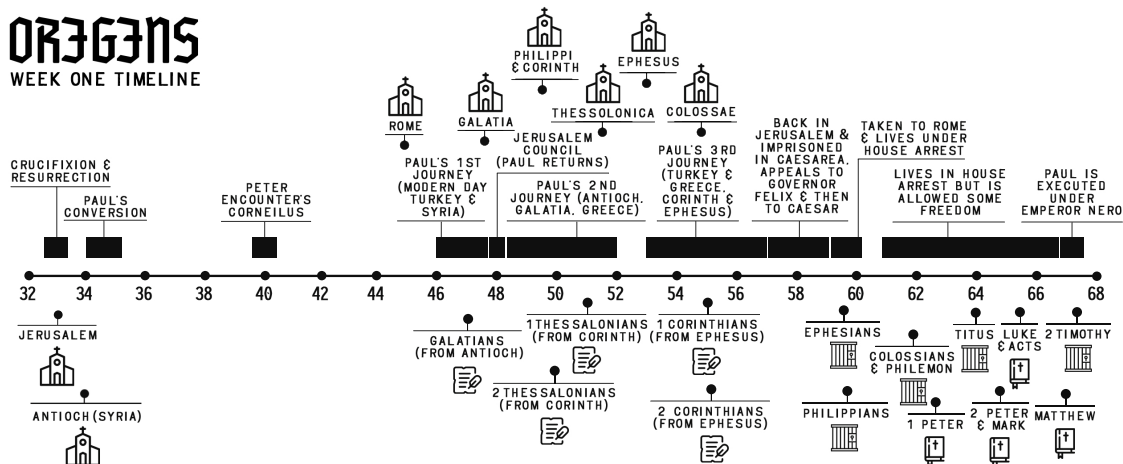 ORIGINS
WEEK ONE TIMELINE
CRUCIFIXION &
RESURRECTION
PAUL'S
CONVERSION
PETER
ENCOUNTER'S
CORNEILUS
ROME
GALATIA
PHILIPPI
& CORINTH
THESSOLONICA
EPHESUS
COLOSSAE
PAUL'S 1ST
JOURNEY
(MODERN DAY
TURKEY &
SYRIA)
JERUSALEM
COUNCIL
(PAUL RETURNS)
PAUL'S 2ND
JOURNEY (ANTIOCH,
GALATIA, GREECE)
PAUL'S 3RD
JOURNEY
(TURKEY &
GREECE,
CORINTH &
EPHESUS)
BACK IN
JERUSALEM &
IMPRISONED
IN CAESAREA,
APPEALS TO
GOVERNOR
FELIX & THEN
TO CAESAR
TAKEN TO ROME
& LIVES UNDER
HOUSE ARREST
LIVES IN HOUSE
ARREST BUT IS
ALLOWED SOME
FREEDOM
PAUL IS
EXECUTED
UNDER
EMPEROR NERO
32 34 36 38 40 42 44 46 48 50 52 54 56 58 60 62 64 66 68
JERUSALEM
ANTIOCH (SYRIA)
GALATIANS
(FROM ANTIOCH)
1 THESSALONIANS
(FROM CORINTH)
2 THESSALONIANS
(FROM CORINTH)
1 CORINTHIANS
(FROM EPHESUS)
2 CORINTHIANS
(FROM EPHESUS)
EPHESIANS
PHILIPPIANS
COLOSSIANS
& PHILEMON
1 PETER
TITUS
LUKE
& ACTS
2 PETER
& MARK
2 TIMOTHY
MATTHEW